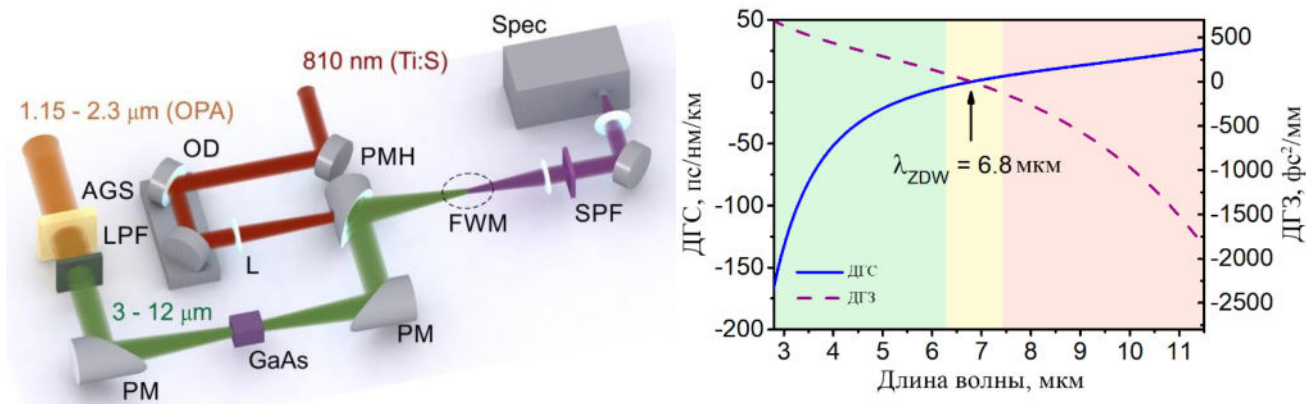 Spec
810 nm (Ti:S)
1.15 - 2.3 μm (OPA)
OD
PMH
AGS
LPF
L
FWM
SPF
3 - 12 μm
GaAs
PM
PM
ДГС, пс/нм/км
50
0
-50
-100
-150
-200
λZDW = 6.8 мкм
ДГС
ДГЗ
3 4 5 6 7 8 9 10 11
Длина волны, мкм
500
0
-500
-1000
-1500
-2000
-2500
ДГЗ, фс²/мм